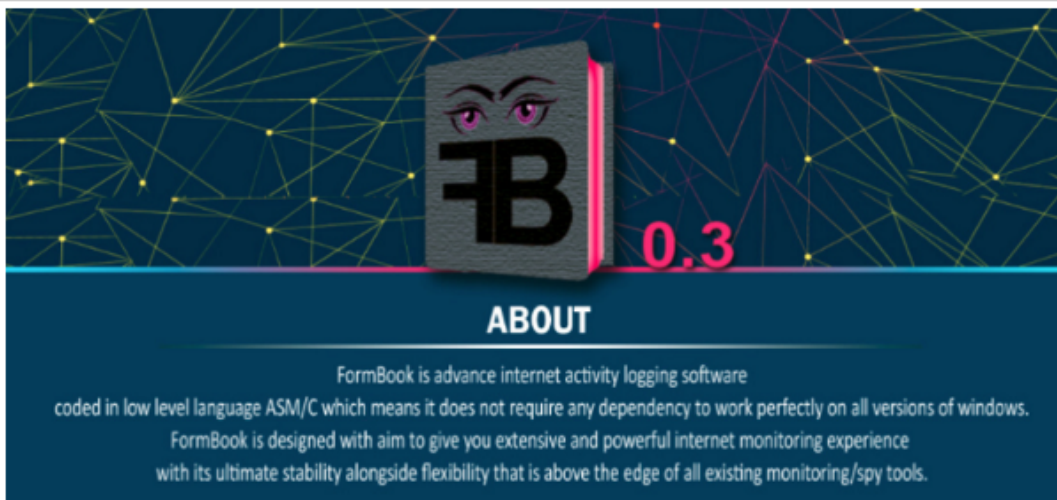 FB
0.3
ABOUT
FormBook is advance internet activity logging software
coded in low level language ASM/C which means it does not require any dependency to work perfectly on all versions of windows.
FormBook is designed with aim to give you extensive and powerful internet monitoring experience
with its ultimate stability alongside flexibility that is above the edge of all existing monitoring/spy tools.